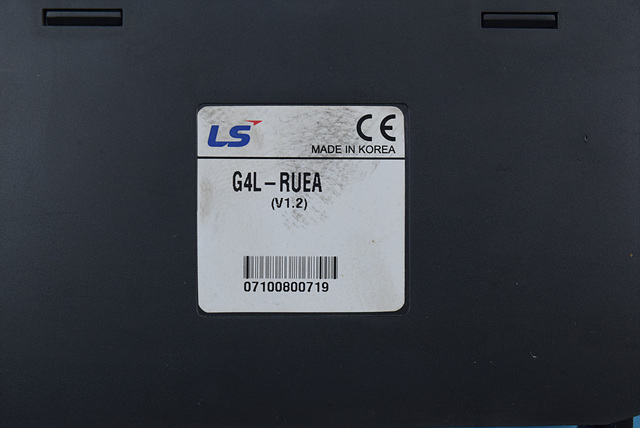 LS
CE
MADE IN KOREA
G4L-RUEA
(V1.2)
07100800719